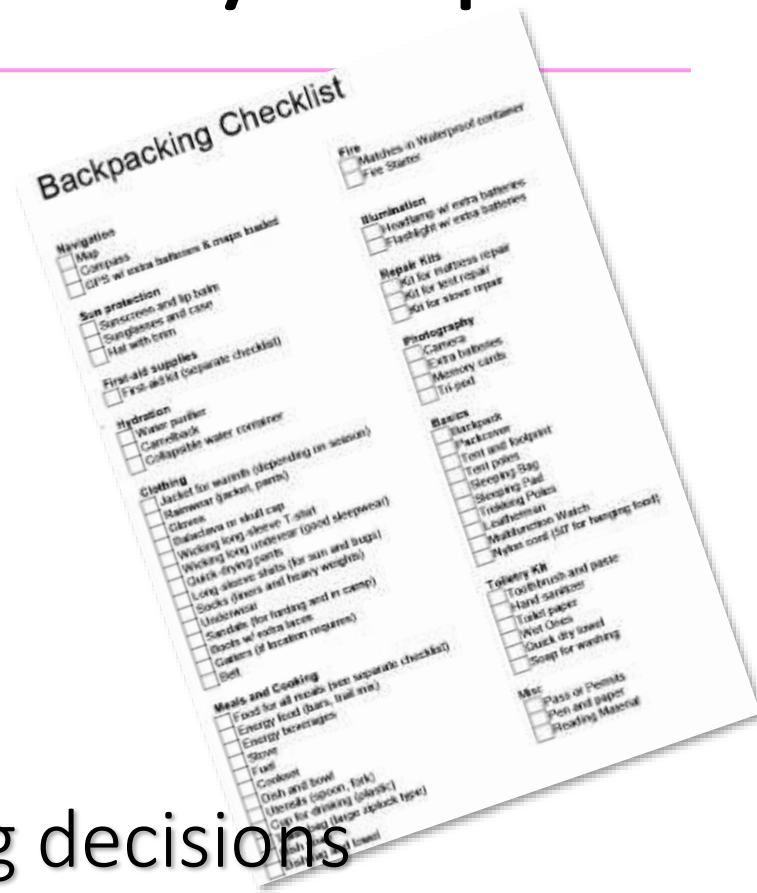 Backpacking Checklist
Navigation
Map
Compass
GPS w/ extra batteries & maps loaded
Sun protection
Sunscreen and lip balm
Sunglasses and case
Hat with brim
First-aid supplies
First-aid kit (separate checklist)
Hydration
Water purifier
Camelback
Collapsible water container
Clothing
Jacket for warmth (depending on season)
Rainwear (jacket, pants)
Gloves
Balaclava or skull cap
Wicking long-sleeve T-shirt
Wicking long underwear (good sleepwear)
Quick-drying pants
Long-sleeve shirts (for sun and bugs)
Socks (liners and heavy weights)
Underwear
Sandals (for fording and in camp)
Boots w/ extra laces
Gaiters (if location requires)
Belt
Meals and Cooking
Food for all meals (see separate checklist)
Energy food (bars, trail mix)
Energy beverages
Stove
Fuel
Cookset
Dish and bowl
Utensils (spoon, fork)
Cup for drinking (plastic)
bag (large ziplock type)
towel
Fire
Matches in Waterproof container
Fire Starter
Illumination
Headlamp w/ extra batteries
Flashlight w/ extra batteries
Repair Kits
Kit for mattress repair
Kit for tent repair
Kit for stove repair
Photography
Camera
Extra batteries
Memory cards
Tri-pod
Basics
Backpack
Packcover
Tent and footprint
Tent poles
Sleeping Bag
Sleeping Pad
Trekking Poles
Leatherman
Multifunction Watch
Nylon cord (50' for hanging food)
Toiletry Kit
Toothbrush and paste
Hand sanitizer
Toilet paper
Wet Ones
Quick dry towel
Soap for washing
Misc
Pass or Permits
Pen and paper
Reading Material
decisions